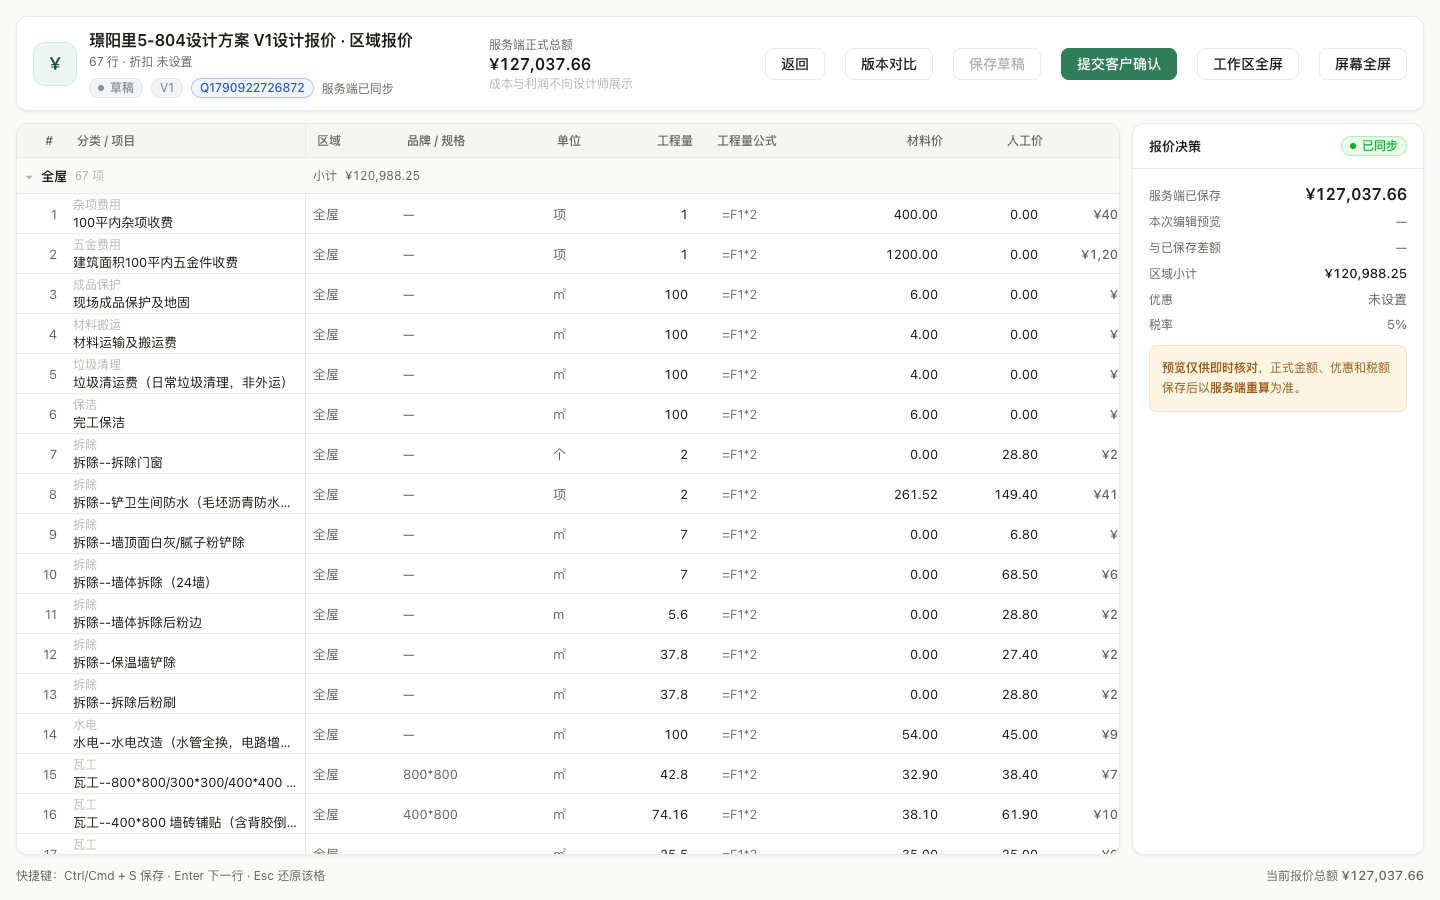 ¥
璟阳里5-804设计方案 V1设计报价 · 区域报价
67 行 · 折扣 未设置
草稿 V1 Q1790922726872 服务端已同步
服务端正式总额
¥127,037.66
成本与利润不向设计师展示
返回 版本对比 保存草稿 提交客户确认 工作区全屏 屏幕全屏
# 分类 / 项目 区域 品牌 / 规格 单位 工程量 工程量公式 材料价 人工价
全屋 67 项 小计 ¥120,988.25
杂项费用
1 100平内杂项收费 全屋 — 项 1 =F1*2 400.00 0.00 ¥40
五金费用
2 建筑面积100平内五金件收费 全屋 — 项 1 =F1*2 1200.00 0.00 ¥1,20
成品保护
3 现场成品保护及地固 全屋 — ㎡ 100 =F1*2 6.00 0.00 ¥
材料搬运
4 材料运输及搬运费 全屋 — ㎡ 100 =F1*2 4.00 0.00 ¥
垃圾清理
5 垃圾清运费（日常垃圾清理，非外运） 全屋 — ㎡ 100 =F1*2 4.00 0.00 ¥
保洁
6 完工保洁 全屋 — ㎡ 100 =F1*2 6.00 0.00 ¥
拆除
7 拆除--拆除门窗 全屋 — 个 2 =F1*2 0.00 28.80 ¥2
拆除
8 拆除--铲卫生间防水（毛坯沥青防水... 全屋 — 项 2 =F1*2 261.52 149.40 ¥41
拆除
9 拆除--墙顶面白灰/腻子粉铲除 全屋 — ㎡ 7 =F1*2 0.00 6.80 ¥
拆除
10 拆除--墙体拆除（24墙） 全屋 — ㎡ 7 =F1*2 0.00 68.50 ¥6
拆除
11 拆除--墙体拆除后粉边 全屋 — m 5.6 =F1*2 0.00 28.80 ¥2
拆除
12 拆除--保温墙铲除 全屋 — ㎡ 37.8 =F1*2 0.00 27.40 ¥2
拆除
13 拆除--拆除后粉刷 全屋 — ㎡ 37.8 =F1*2 0.00 28.80 ¥2
水电
14 水电--水电改造（水管全换，电路增... 全屋 — ㎡ 100 =F1*2 54.00 45.00 ¥9
瓦工
15 瓦工--800*800/300*300/400*400 ... 全屋 800*800 ㎡ 42.8 =F1*2 32.90 38.40 ¥7
瓦工
16 瓦工--400*800 墙砖铺贴（含背胶倒... 全屋 400*800 ㎡ 74.16 =F1*2 38.10 61.90 ¥10
瓦工
17 全屋 ㎡ =F1*2
报价决策 已同步
服务端已保存 ¥127,037.66
本次编辑预览 —
与已保存差额 —
区域小计 ¥120,988.25
优惠 未设置
税率 5%
预览仅供即时核对，正式金额、优惠和税额
保存后以服务端重算为准。
快捷键：Ctrl/Cmd + S 保存 · Enter 下一行 · Esc 还原该格
当前报价总额 ¥127,037.66